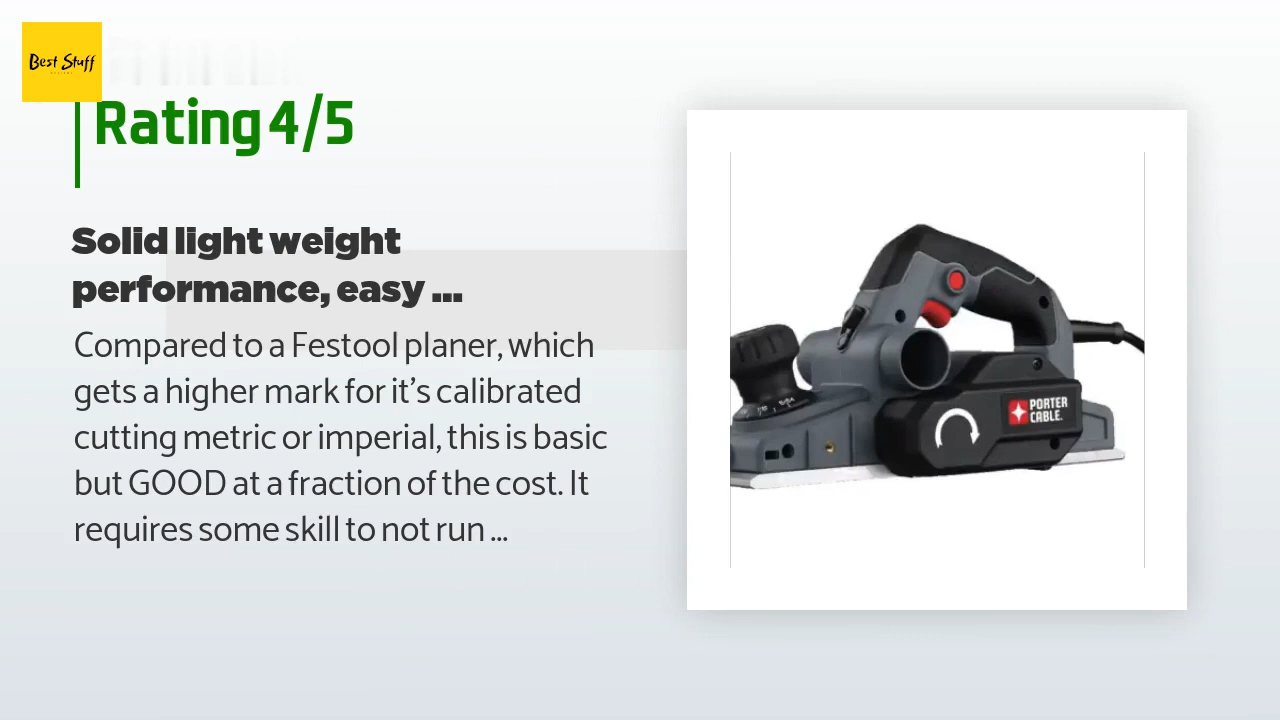 Best Stuff
Rating 4/5
Solid light weight
performance, easy ...
Compared to a Festool planer, which
gets a higher mark for it's calibrated
cutting metric or imperial, this is basic
but GOOD at a fraction of the cost. It
requires some skill to not run ...
PORTER
CABLE.